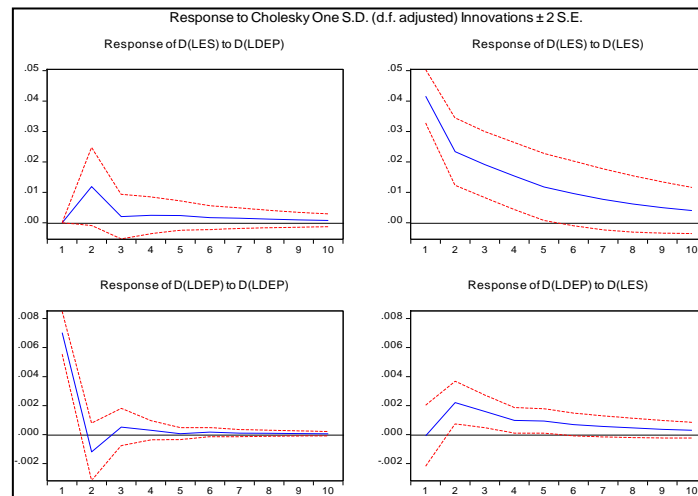 Response to Cholesky One S.D. (d.f. adjusted) Innovations ± 2 S.E.
Response of D(LES) to D(LDEP)
.05
.04
.03
.02
.01
.00
1 2 3 4 5 6 7 8 9 10
Response of D(LES) to D(LES)
.05
.04
.03
.02
.01
.00
1 2 3 4 5 6 7 8 9 10
Response of D(LDEP) to D(LDEP)
.008
.006
.004
.002
.000
-.002
1 2 3 4 5 6 7 8 9 10
Response of D(LDEP) to D(LES)
.008
.006
.004
.002
.000
-.002
1 2 3 4 5 6 7 8 9 10